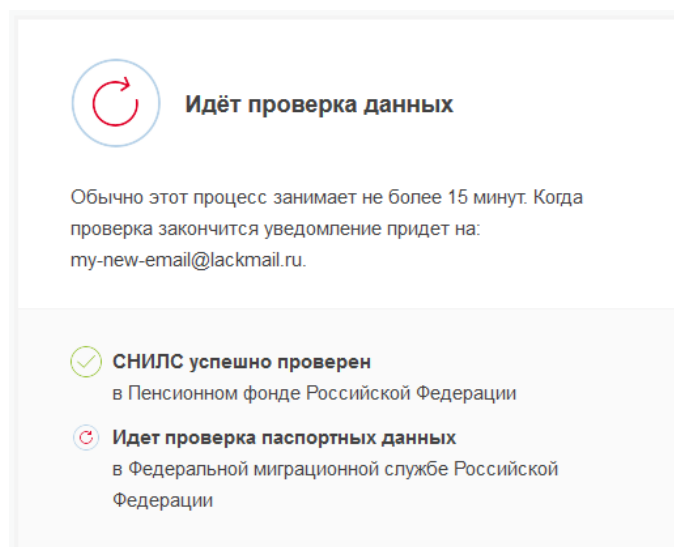 Идёт проверка данных
Обычно этот процесс занимает не более 15 минут. Когда
проверка закончится уведомление придет на:
my-new-email@lackmail.ru.
СНИЛС успешно проверен
в Пенсионном фонде Российской Федерации
Идет проверка паспортных данных
в Федеральной миграционной службе Российской
Федерации